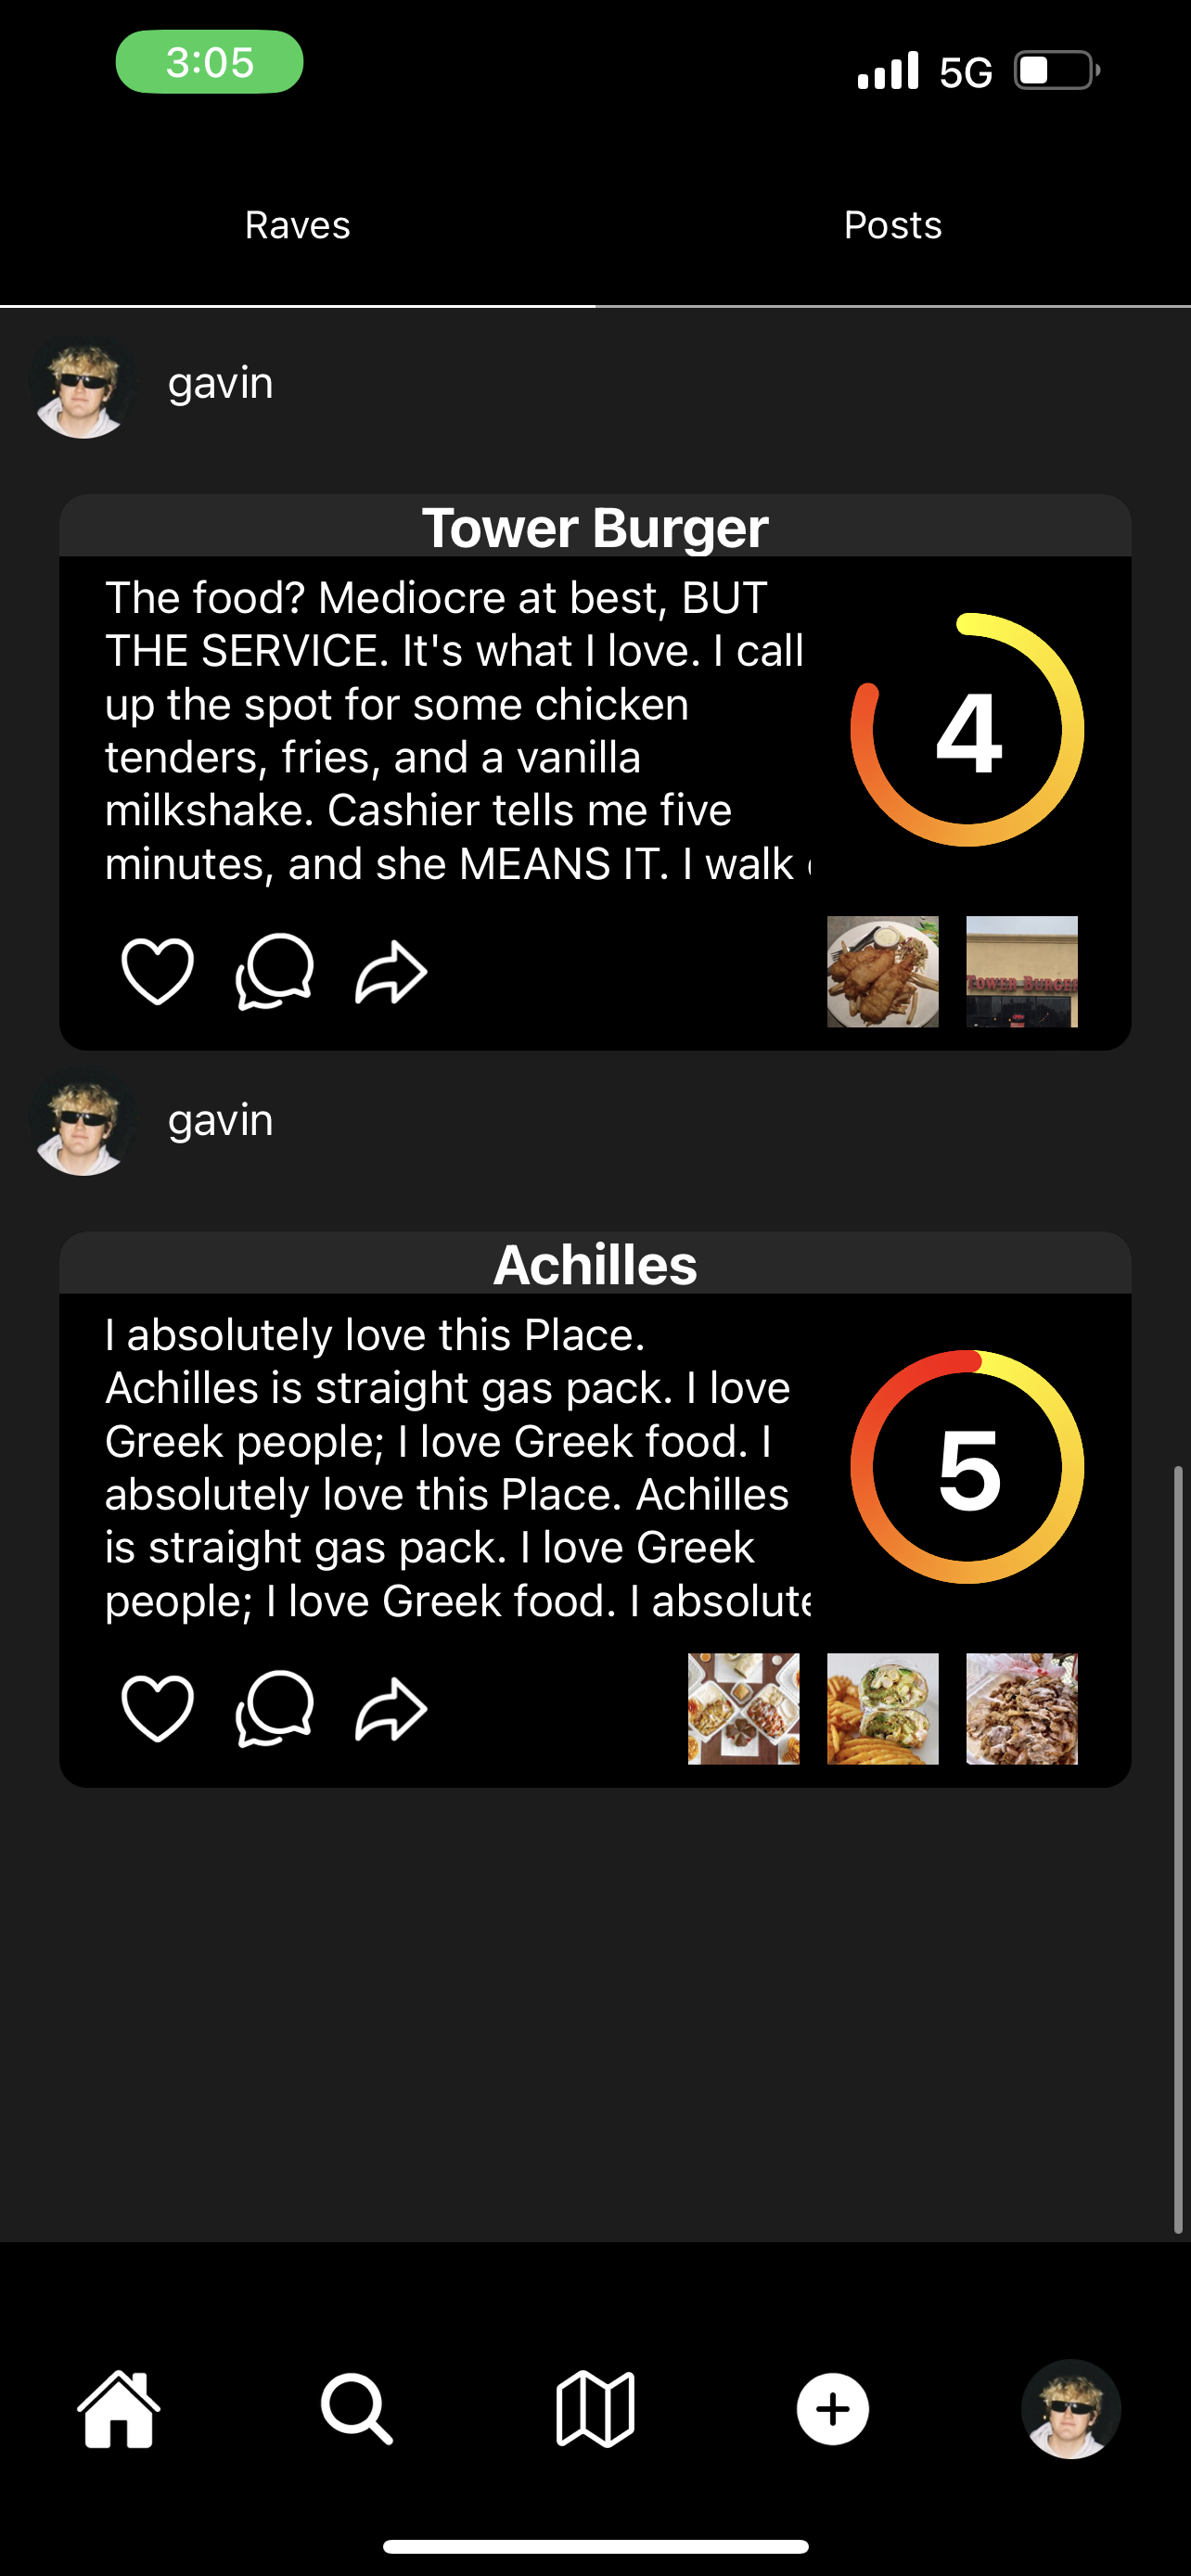 3:05
5G
Raves
Posts
gavin
Tower Burger
The food? Mediocre at best, BUT
THE SERVICE. It's what I love. I call
up the spot for some chicken
tenders, fries, and a vanilla
milkshake. Cashier tells me five
minutes, and she MEANS IT. I walk
4
TOWER BURGER
gavin
Achilles
I absolutely love this Place.
Achilles is straight gas pack. I love
Greek people; I love Greek food. I
absolutely love this Place. Achilles
is straight gas pack. I love Greek
people; I love Greek food. I absolute
5